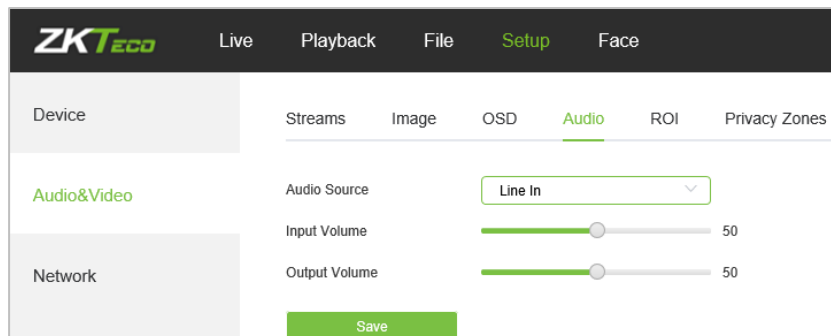 ZKTECO Live Playback File Setup Face
Device
Audio&Video
Network
Streams Image OSD Audio ROI Privacy Zones
Audio Source Line In
Input Volume 50
Output Volume 50
Save